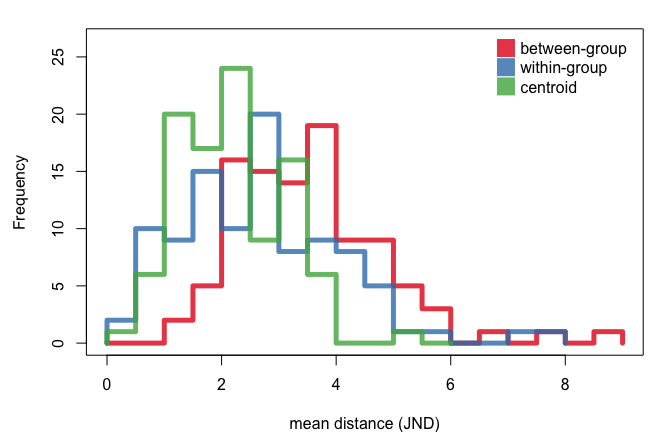 between-group
within-group
centroid
25
20
15
10
5
0
Frequency
0 2 4 6 8
mean distance (JND)